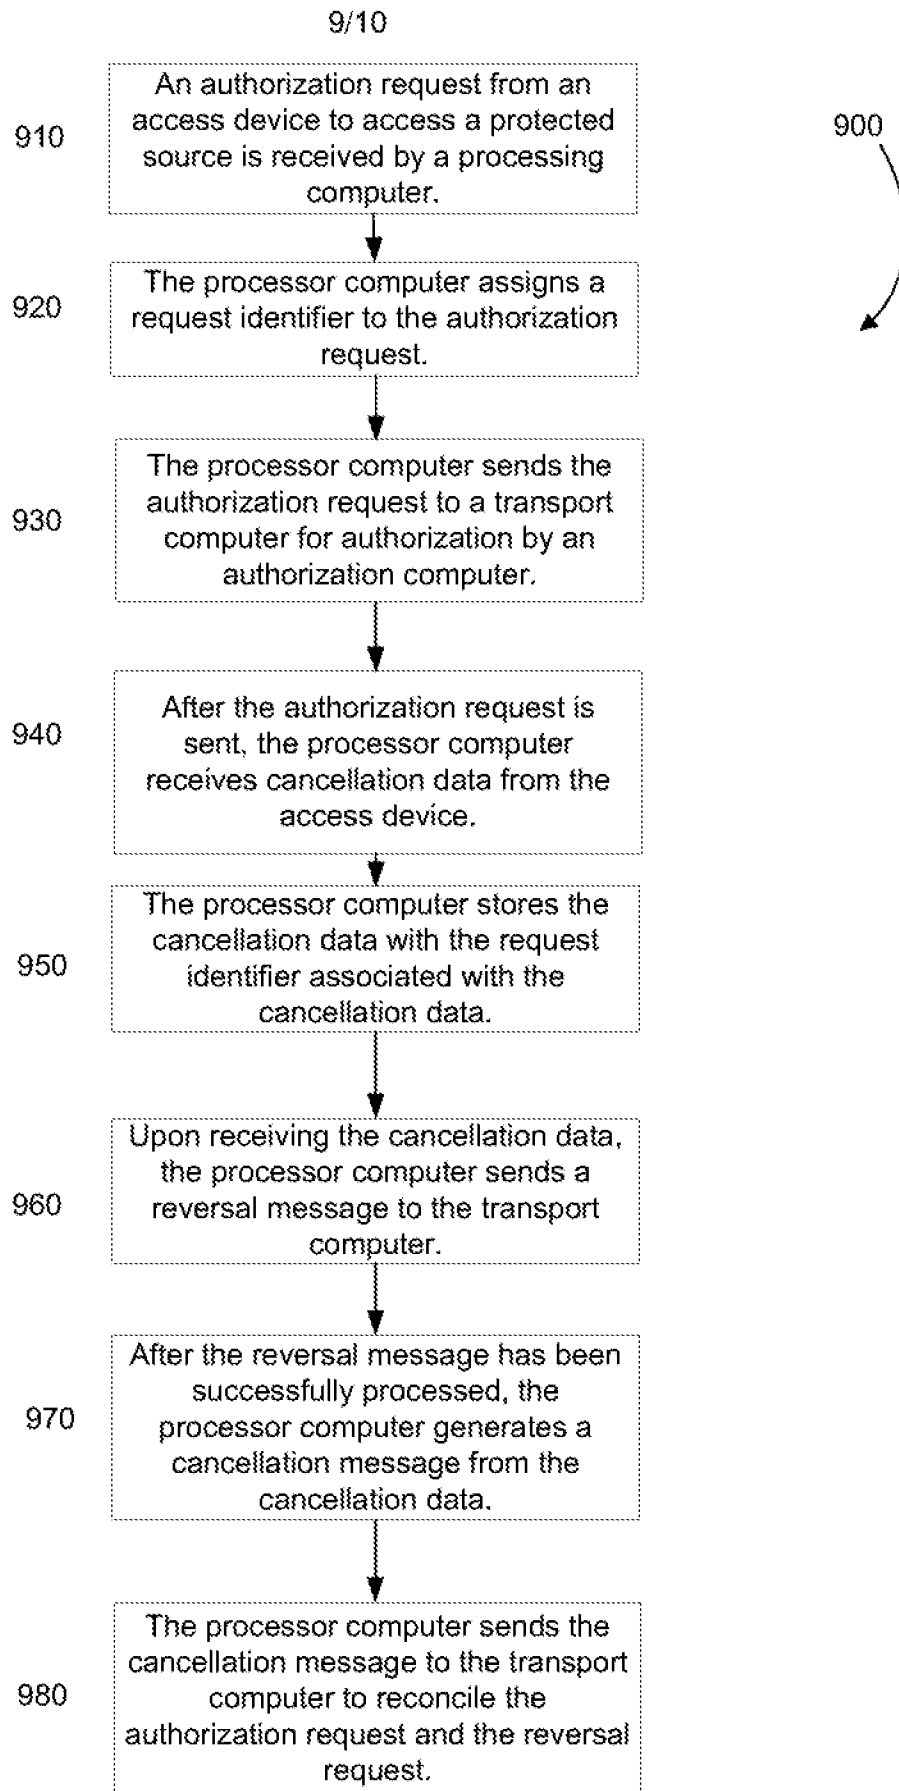 9/10
910
An authorization request from an
access device to access a protected
source is received by a processing
computer.
900
920
The processor computer assigns a
request identifier to the authorization
request.
930
The processor computer sends the
authorization request to a transport
computer for authorization by an
authorization computer.
940
After the authorization request is
sent, the processor computer
receives cancellation data from the
access device.
950
The processor computer stores the
cancellation data with the request
identifier associated with the
cancellation data.
960
Upon receiving the cancellation data,
the processor computer sends a
reversal message to the transport
computer.
970
After the reversal message has been
successfully processed, the
processor computer generates a
cancellation message from the
cancellation data.
980
The processor computer sends the
cancellation message to the transport
computer to reconcile the
authorization request and the reversal
request.